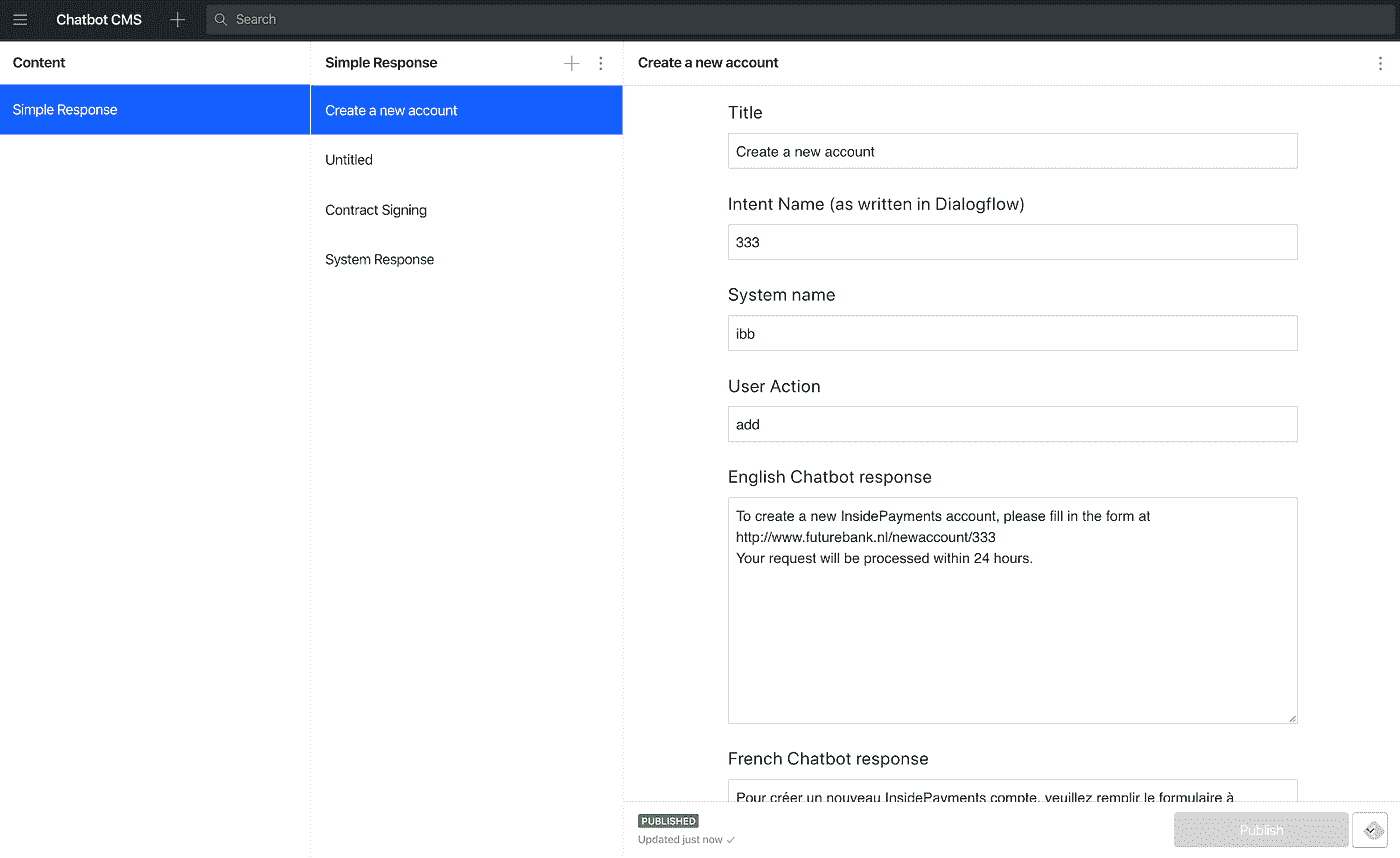 Chatbot CMS
Search
Content
Simple Response
Simple Response
Create a new account
Untitled
Contract Signing
System Response
Create a new account
Title
Create a new account
Intent Name (as written in Dialogflow)
333
System name
ibb
User Action
add
English Chatbot response
To create a new InsidePayments account, please fill in the form at
http://www.futurebank.nl/newaccount/333
Your request will be processed within 24 hours.
French Chatbot response
Pour créer un nouveau InsidePayments compte, veuillez remplir le formulaire à
PUBLISHED
Updated just now
Publish